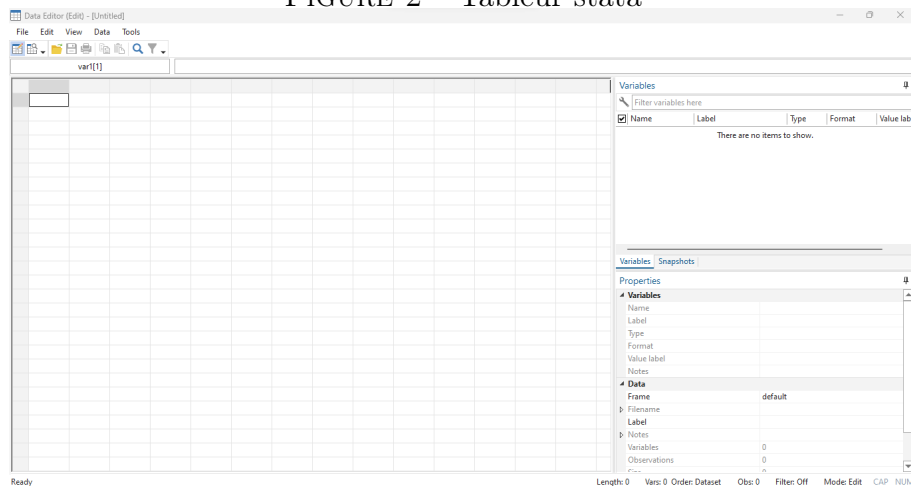 FIGURE 2 – Tableur stata
Data Editor (Edit) - [Untitled]
File Edit View Data Tools
var1[1]
Variables
Filter variables here
Name Label Type Format Value lab
There are no items to show.
Variables Snapshots
Properties
Variables
Name
Label
Type
Format
Value label
Notes
Data
Frame default
Filename
Label
Notes
Variables 0
Observations 0
Ready Length: 0 Vars: 0 Order: Dataset Obs: 0 Filter: Off Mode: Edit CAP NUM